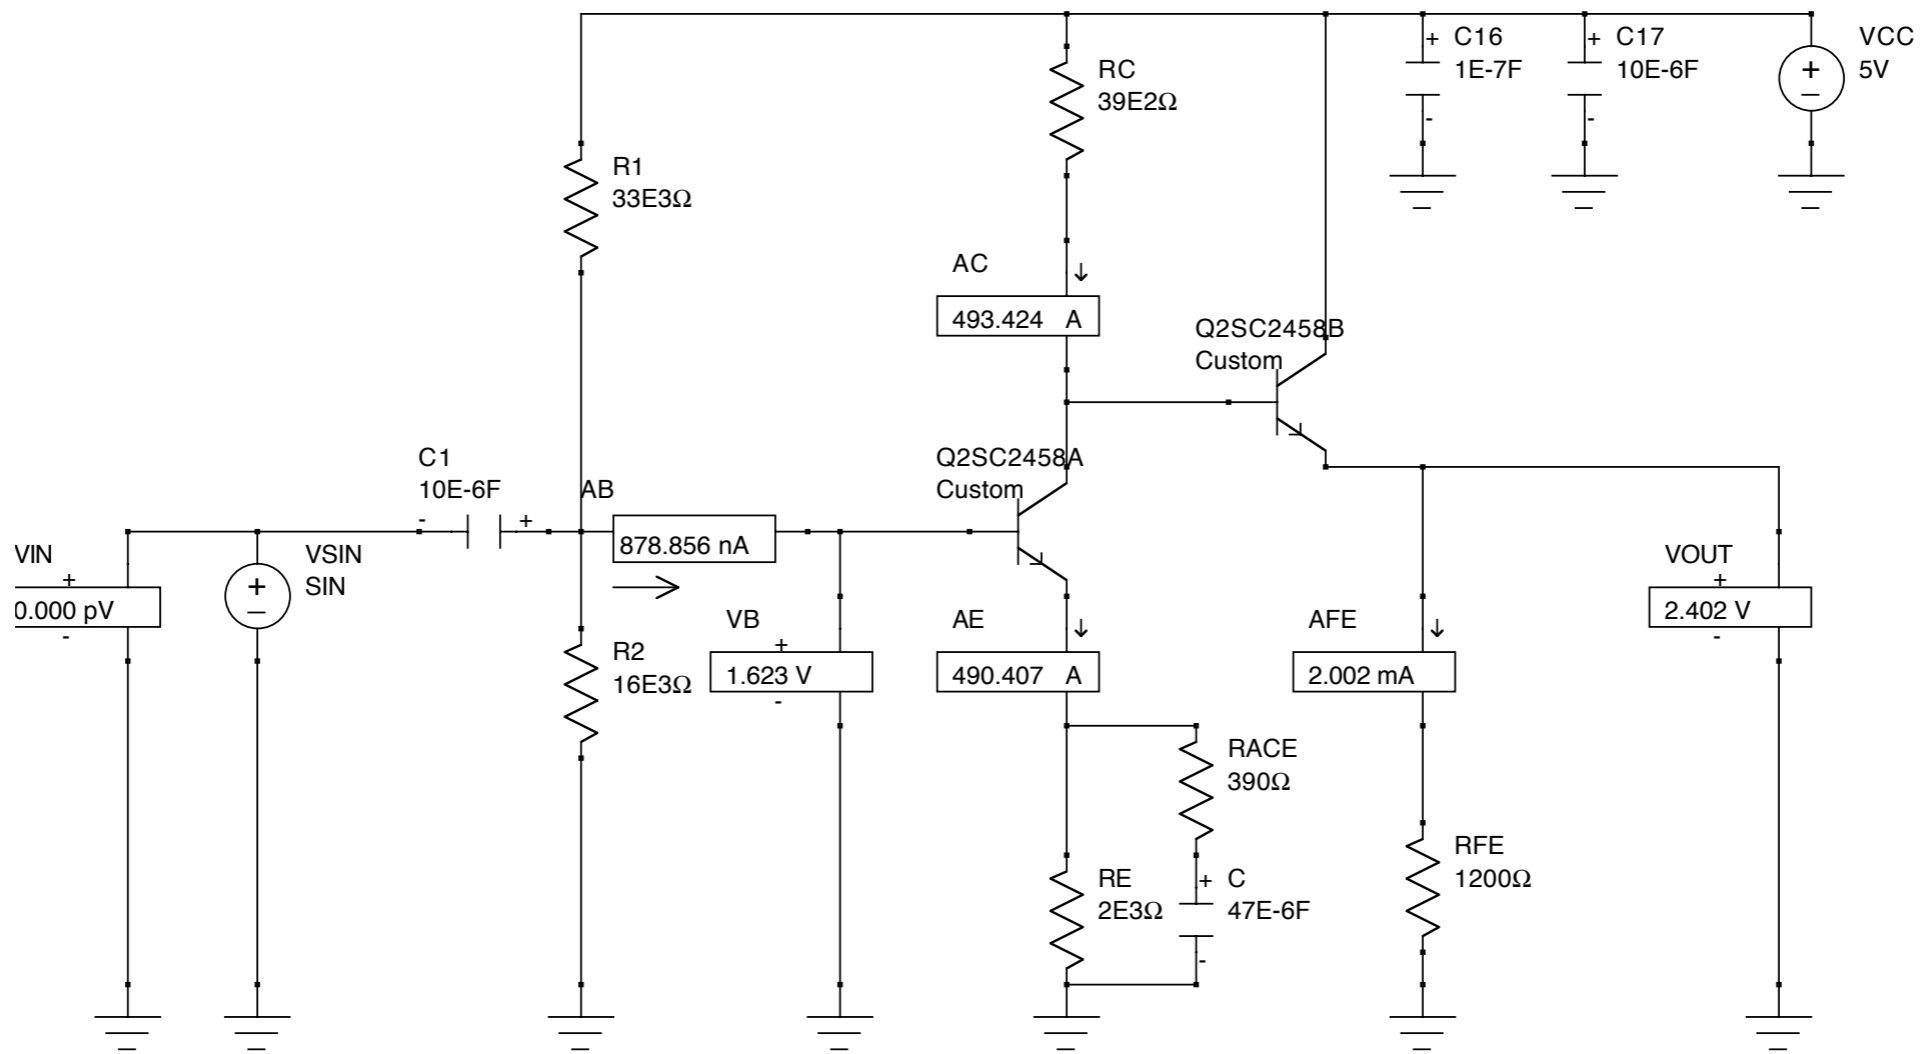 + C16
1E-7F
-
+ C17
10E-6F
-
VCC
5V
+
–
RC
39E2Ω
R1
33E3Ω
AC
493.424 A
Q2SC2458B
Custom
C1
10E-6F
- +
AB
878.856 nA
Q2SC2458A
Custom
VIN
+
0.000 pV
-
VSIN
SIN
+
–
R2
16E3Ω
VB
+
1.623 V
-
AE
490.407 A
AFE
2.002 mA
VOUT
+
2.402 V
-
RACE
390Ω
RE
2E3Ω
+ C
47E-6F
-
RFE
1200Ω